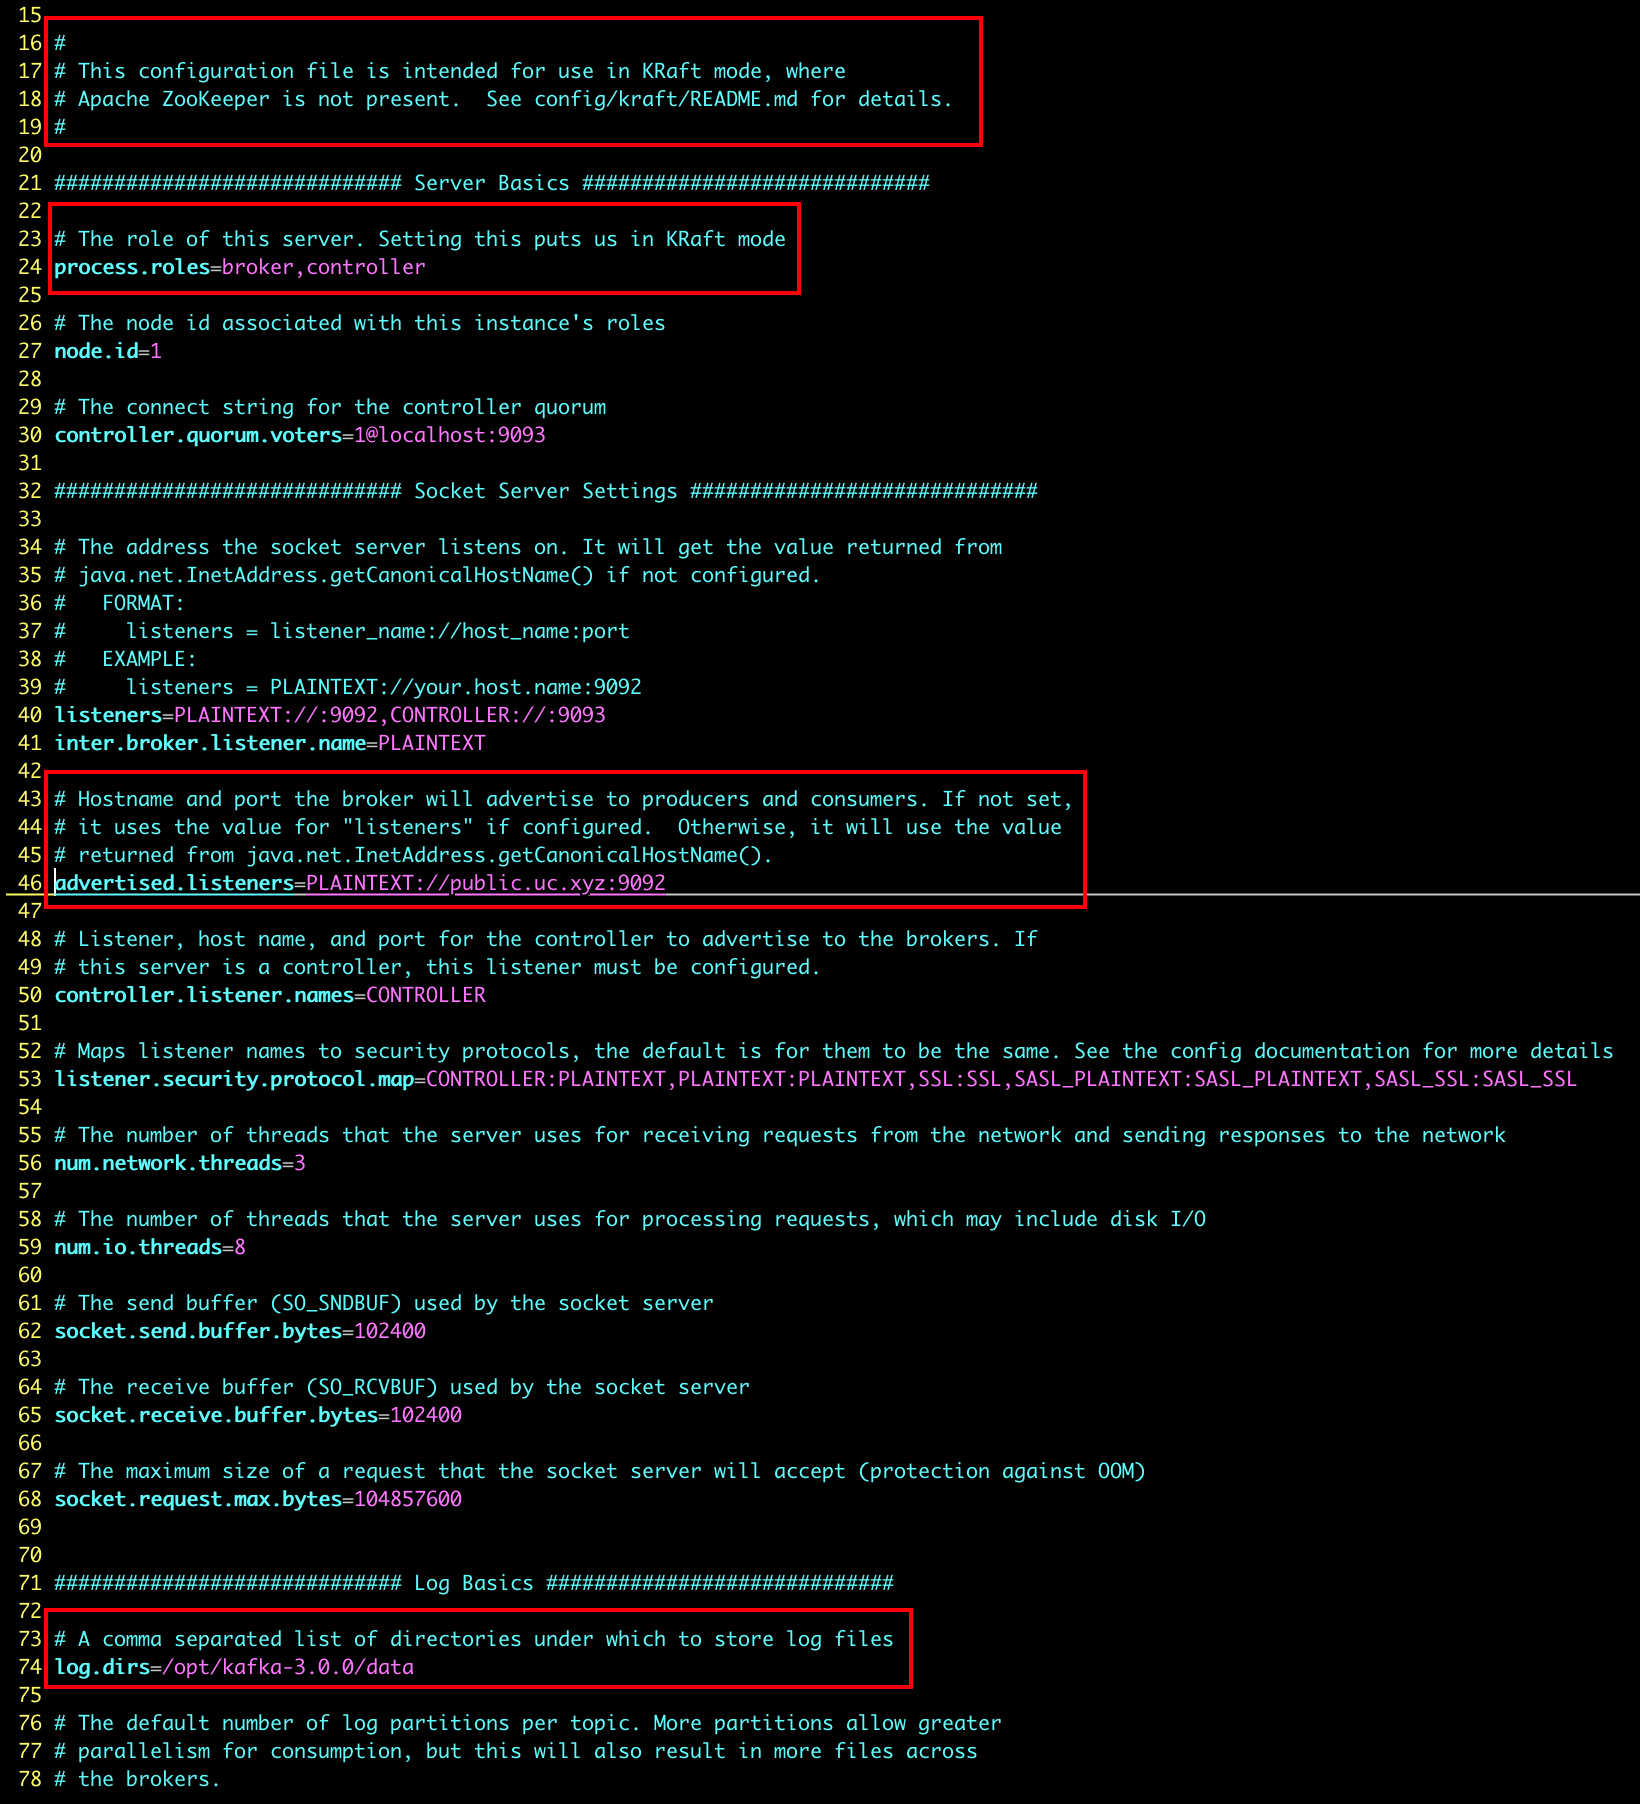 15
16 #
17 # This configuration file is intended for use in KRaft mode, where
18 # Apache ZooKeeper is not present.  See config/kraft/README.md for details.
19 #
20
21 ############################# Server Basics #############################
22
23 # The role of this server. Setting this puts us in KRaft mode
24 process.roles=broker,controller
25
26 # The node id associated with this instance's roles
27 node.id=1
28
29 # The connect string for the controller quorum
30 controller.quorum.voters=1@localhost:9093
31
32 ############################# Socket Server Settings #############################
33
34 # The address the socket server listens on. It will get the value returned from
35 # java.net.InetAddress.getCanonicalHostName() if not configured.
36 #   FORMAT:
37 #     listeners = listener_name://host_name:port
38 #   EXAMPLE:
39 #     listeners = PLAINTEXT://your.host.name:9092
40 listeners=PLAINTEXT://:9092,CONTROLLER://:9093
41 inter.broker.listener.name=PLAINTEXT
42
43 # Hostname and port the broker will advertise to producers and consumers. If not set,
44 # it uses the value for "listeners" if configured.  Otherwise, it will use the value
45 # returned from java.net.InetAddress.getCanonicalHostName().
46 advertised.listeners=PLAINTEXT://public.uc.xyz:9092
47
48 # Listener, host name, and port for the controller to advertise to the brokers. If
49 # this server is a controller, this listener must be configured.
50 controller.listener.names=CONTROLLER
51
52 # Maps listener names to security protocols, the default is for them to be the same. See the config documentation for more details
53 listener.security.protocol.map=CONTROLLER:PLAINTEXT,PLAINTEXT:PLAINTEXT,SSL:SSL,SASL_PLAINTEXT:SASL_PLAINTEXT,SASL_SSL:SASL_SSL
54
55 # The number of threads that the server uses for receiving requests from the network and sending responses to the network
56 num.network.threads=3
57
58 # The number of threads that the server uses for processing requests, which may include disk I/O
59 num.io.threads=8
60
61 # The send buffer (SO_SNDBUF) used by the socket server
62 socket.send.buffer.bytes=102400
63
64 # The receive buffer (SO_RCVBUF) used by the socket server
65 socket.receive.buffer.bytes=102400
66
67 # The maximum size of a request that the socket server will accept (protection against OOM)
68 socket.request.max.bytes=104857600
69
70
71 ############################# Log Basics #############################
72
73 # A comma separated list of directories under which to store log files
74 log.dirs=/opt/kafka-3.0.0/data
75
76 # The default number of log partitions per topic. More partitions allow greater
77 # parallelism for consumption, but this will also result in more files across
78 # the brokers.